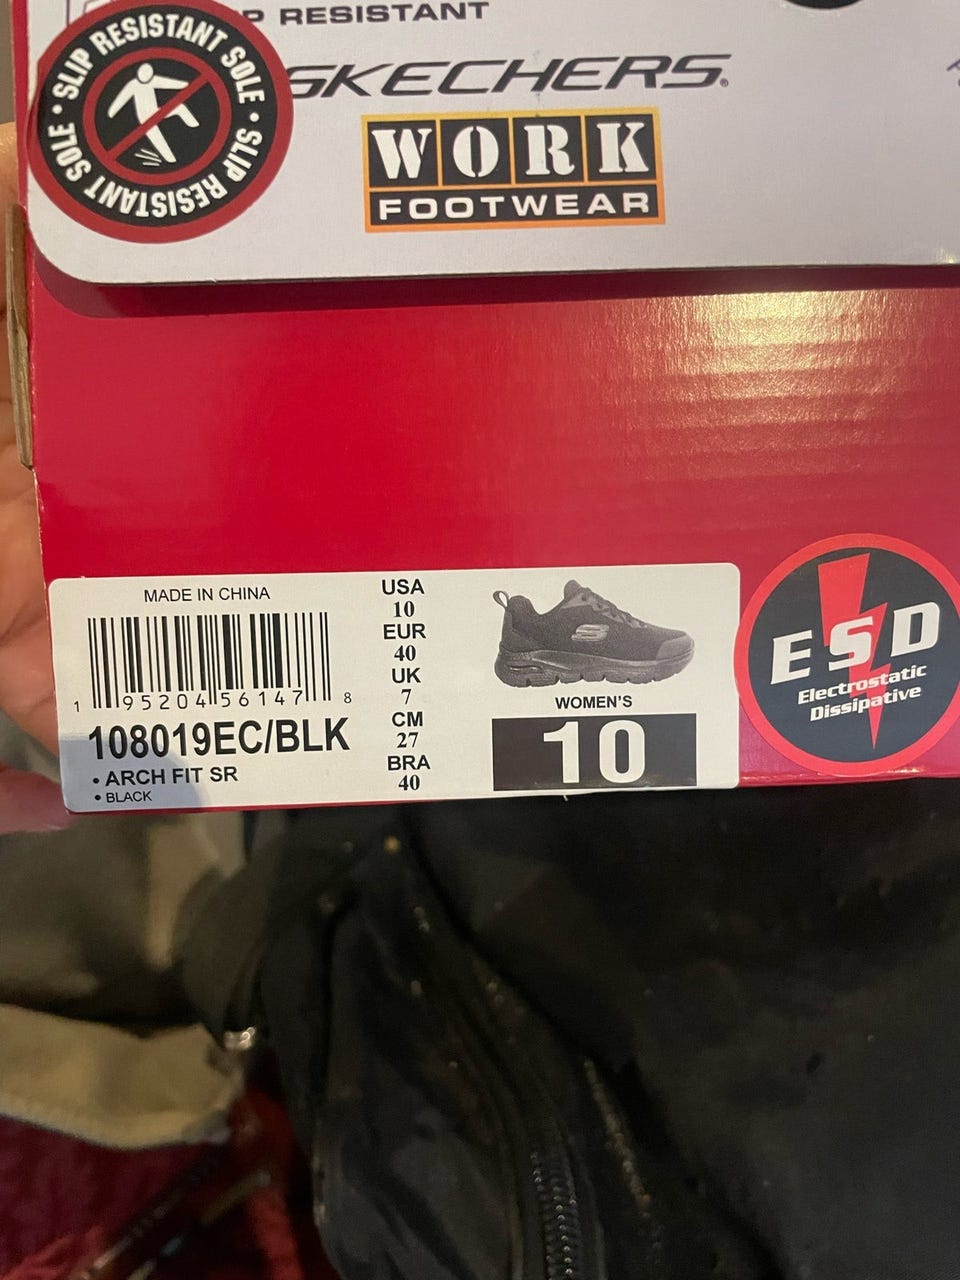 P RESISTANT
SLIP RESISTANT SOLE • SLIP RESISTANT SOLE •
SKECHERS.
WORK
FOOTWEAR
MADE IN CHINA
1 95204 56147 8
108019EC/BLK
• ARCH FIT SR
• BLACK
USA
10
EUR
40
UK
7
CM
27
BRA
40
S
WOMEN'S
10
ESD
Electrostatic
Dissipative